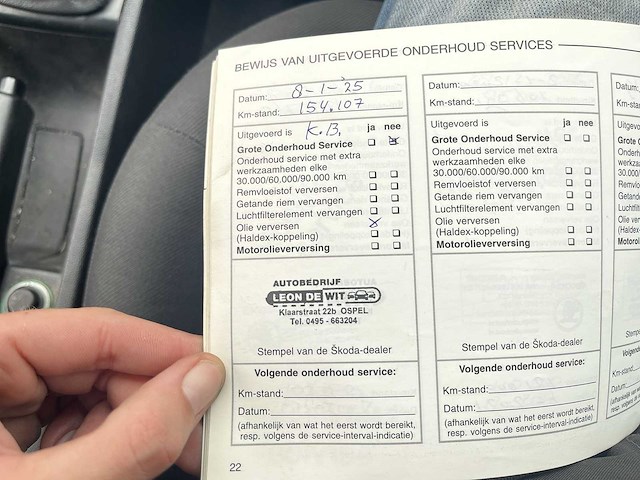 BEWIJS VAN UITGEVOERDE ONDERHOUD SERVICES
Datum: 8-1-'25
Km-stand: 154.107
Uitgevoerd is K.B. ja nee
Grote Onderhoud Service
Onderhoud service met extra
werkzaamheden elke
30.000/60.000/90.000 km
Remvloeistof verversen
Getande riem vervangen
Luchtfilterelement vervangen
Olie verversen
(Haldex-koppeling)
Motorolieverversing
AUTOBEDRIJF
LEON DE WIT
Klaarstraat 22b OSPEL
Tel. 0495 - 663204
Stempel van de Škoda-dealer
Volgende onderhoud service:
Km-stand:
Datum:
(afhankelijk van wat het eerst wordt bereikt,
resp. volgens de service-interval-indicatie)
22
Datum:
Km-stand:
Uitgevoerd is ja nee
Grote Onderhoud Service
Onderhoud service met extra
werkzaamheden elke
30.000/60.000/90.000 km
Remvloeistof verversen
Getande riem vervangen
Luchtfilterelement vervangen
Olie verversen
(Haldex-koppeling)
Motorolieverversing
Stempel van de Škoda-dealer
Volgende onderhoud service:
Km-stand:
Datum:
(afhankelijk van wat het eerst wordt bereikt,
resp. volgens de service-interval-indicatie)